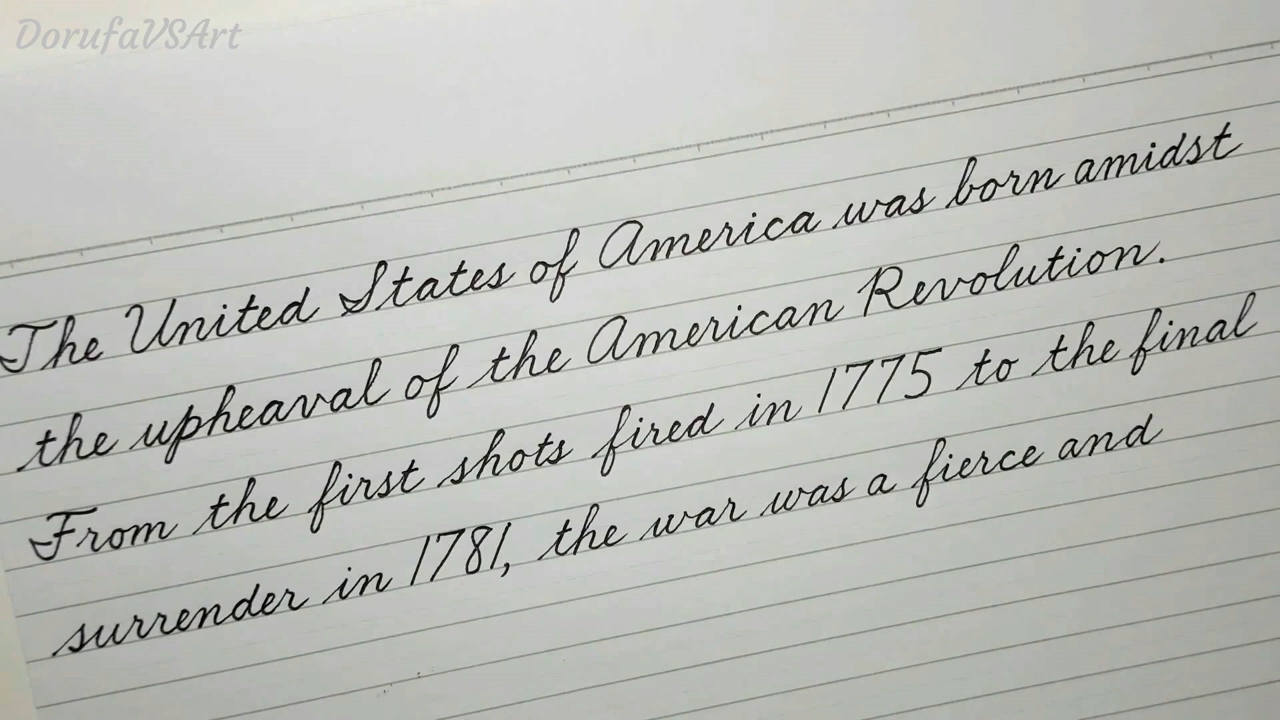 DorufaVSArt
The United States of America was born amidst
the upheaval of the American Revolution.
From the first shots fired in 1775 to the final
surrender in 1781, the war was a fierce and